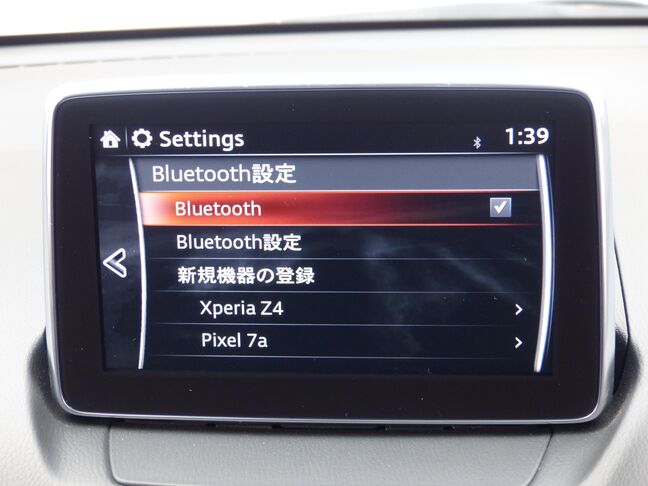 Settings 1:39
Bluetooth設定
Bluetooth
Bluetooth設定
新規機器の登録
Xperia Z4
Pixel 7a